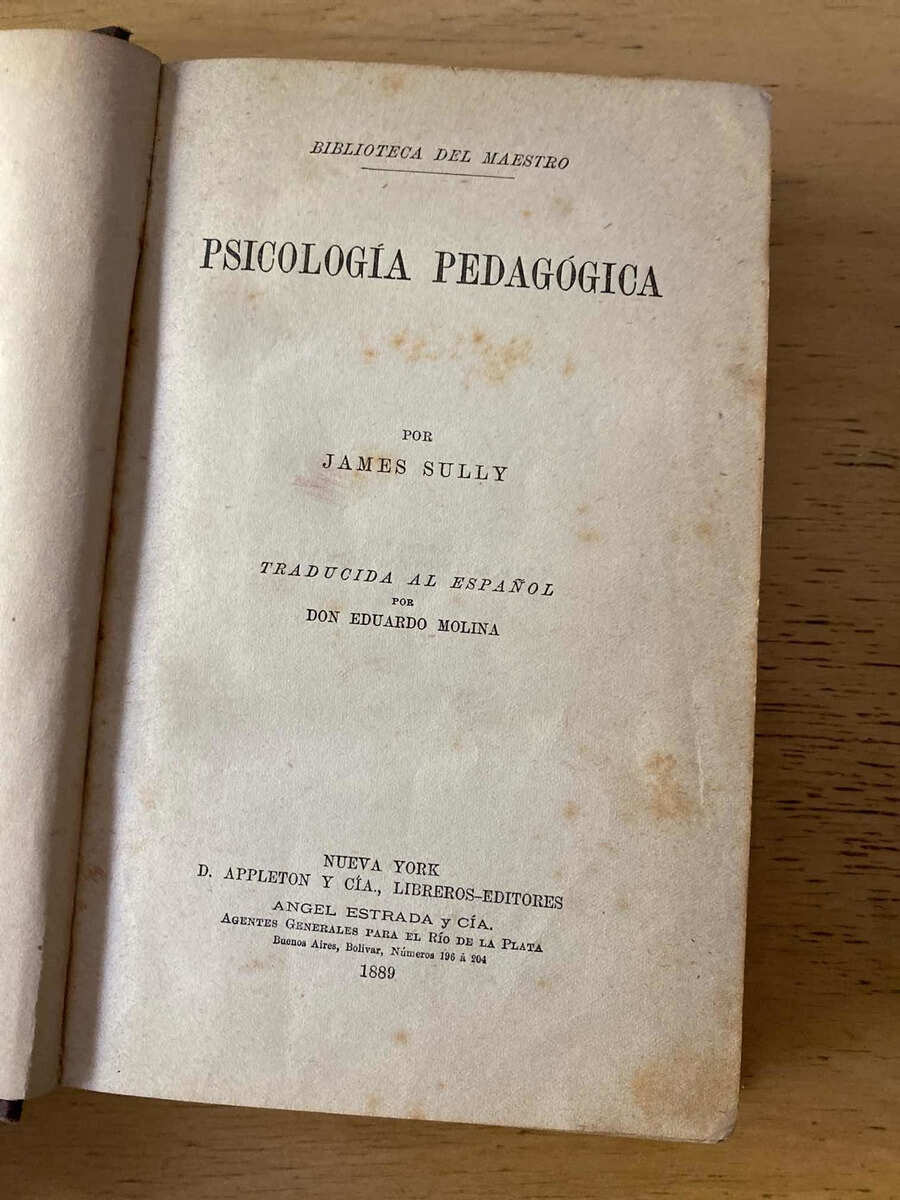 BIBLIOTECA DEL MAESTRO
PSICOLOGÍA PEDAGÓGICA
POR
JAMES SULLY
TRADUCIDA AL ESPAÑOL
POR
DON EDUARDO MOLINA
NUEVA YORK
D. APPLETON Y CÍA., LIBREROS-EDITORES
ANGEL ESTRADA y CÍA.
AGENTES GENERALES PARA EL RÍO DE LA PLATA
Buenos Aires, Bolivar, Números 196 á 204
1889